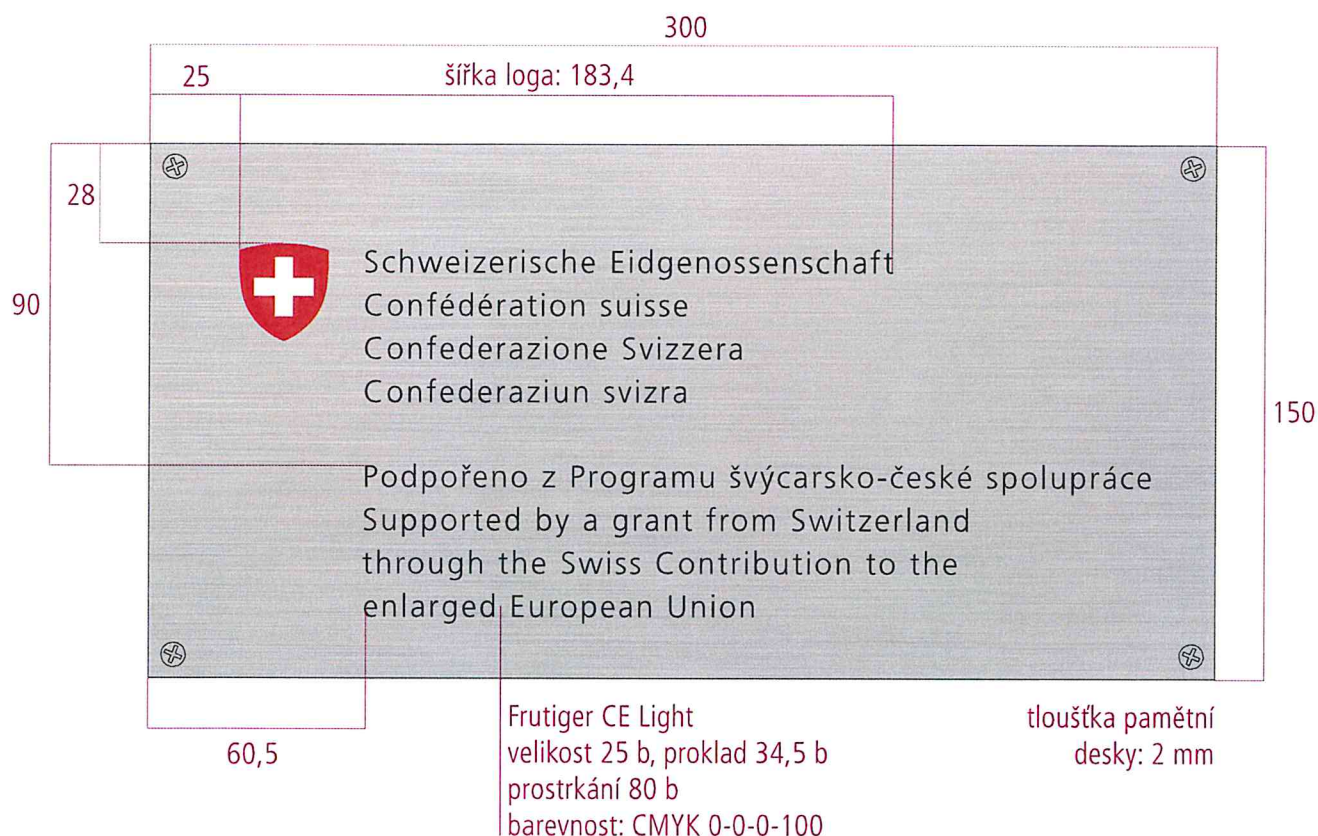 300
25
šířka loga: 183,4
28
90
Schweizerische Eidgenossenschaft
Confédération suisse
Confederazione Svizzera
Confederaziun svizra
150
Podpořeno z Programu švýcarsko-české spolupráce
Supported by a grant from Switzerland
through the Swiss Contribution to the
enlarged European Union
60,5
Frutiger CE Light
velikost 25 b, proklad 34,5 b
prostrkání 80 b
barevnost: CMYK 0-0-0-100
tloušťka pamětní
desky: 2 mm